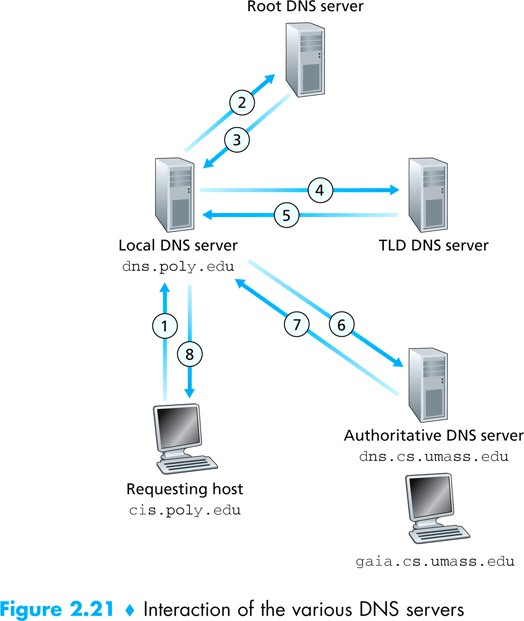 Root DNS server
2
3
4
5
Local DNS server
dns.poly.edu
TLD DNS server
1
8
7
6
Authoritative DNS server
dns.cs.umass.edu
Requesting host
cis.poly.edu
gaia.cs.umass.edu
Figure 2.21 ♦ Interaction of the various DNS servers